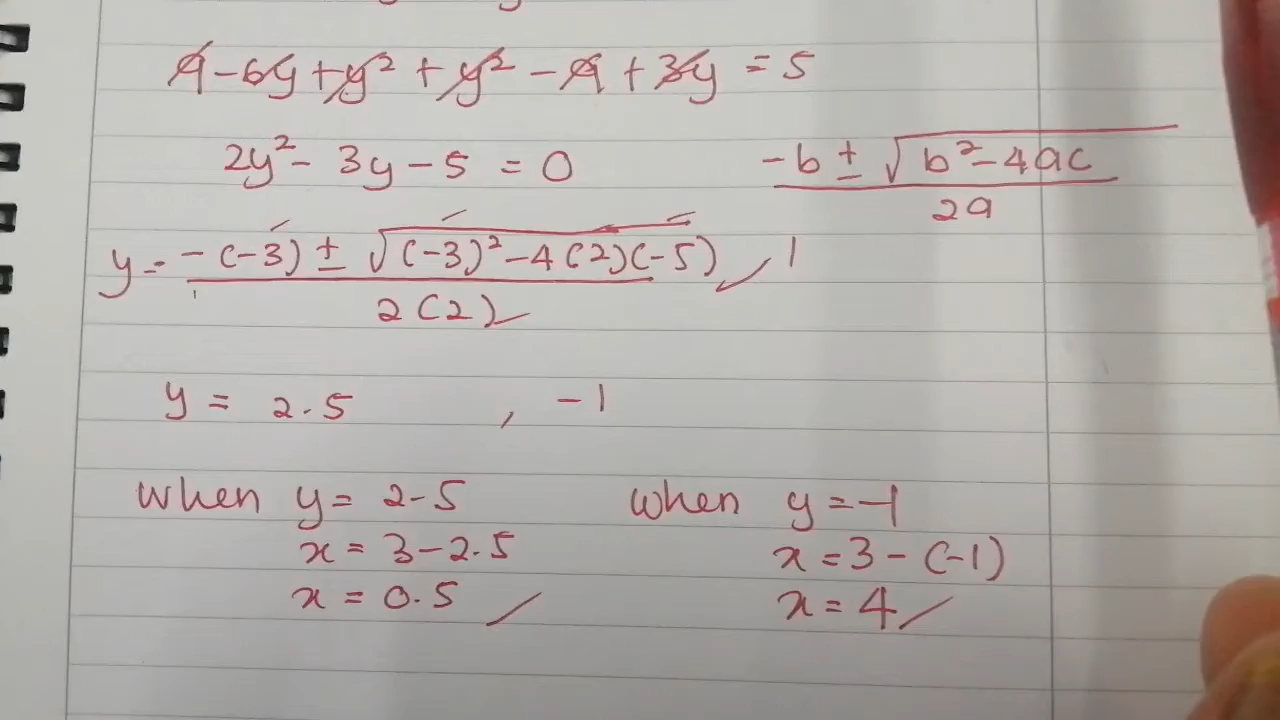 9 - 6y + y² + y² - 9 + 3y = 5
2y² - 3y - 5 = 0
-b ± √b² - 4ac
2a
y = -(-3) ± √(-3)² - 4(2)(-5) ✓ 1
2(2)
y = 2.5 , -1
when y = 2-5
x = 3 - 2.5
x = 0.5 ✓
when y = -1
x = 3 - (-1)
x = 4 ✓